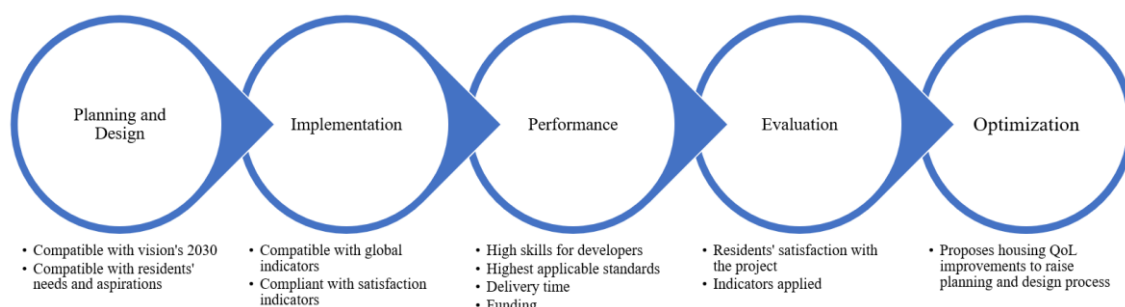 Planning and
Design
Implementation
Performance
Evaluation
Optimization
• Compatible with vision's 2030
• Compatible with residents'
needs and aspirations
• Compatible with global
indicators
• Compliant with satisfaction
indicators
• High skills for developers
• Highest applicable standards
• Delivery time
• Funding
• Residents' satisfaction with
the project
• Indicators applied
• Proposes housing QoL
improvements to raise
planning and design process